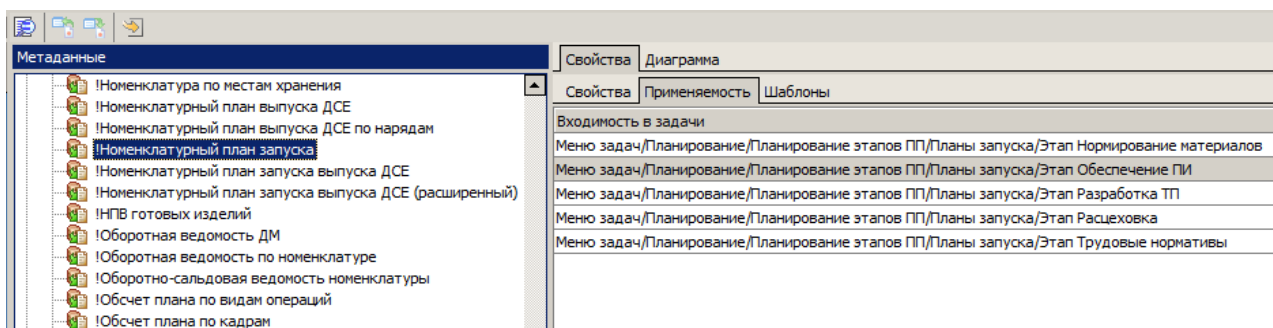 Метаданные
!Номенклатура по местам хранения
!Номенклатурный план выпуска ДСЕ
!Номенклатурный план выпуска ДСЕ по нарядам
!Номенклатурный план запуска
!Номенклатурный план запуска выпуска ДСЕ
!Номенклатурный план запуска выпуска ДСЕ (расширенный)
!НПВ готовых изделий
!Оборотная ведомость ДМ
!Оборотная ведомость по номенклатуре
!Оборотно-сальдовая ведомость номенклатуры
!Обсчет плана по видам операций
!Обсчет плана по кадрам
Свойства Диаграмма
Свойства Применяемость Шаблоны
Входимость в задачи
Меню задач/Планирование/Планирование этапов ПП/Планы запуска/Этап Нормирование материалов
Меню задач/Планирование/Планирование этапов ПП/Планы запуска/Этап Обеспечение ПИ
Меню задач/Планирование/Планирование этапов ПП/Планы запуска/Этап Разработка ТП
Меню задач/Планирование/Планирование этапов ПП/Планы запуска/Этап Расцеховка
Меню задач/Планирование/Планирование этапов ПП/Планы запуска/Этап Трудовые нормативы